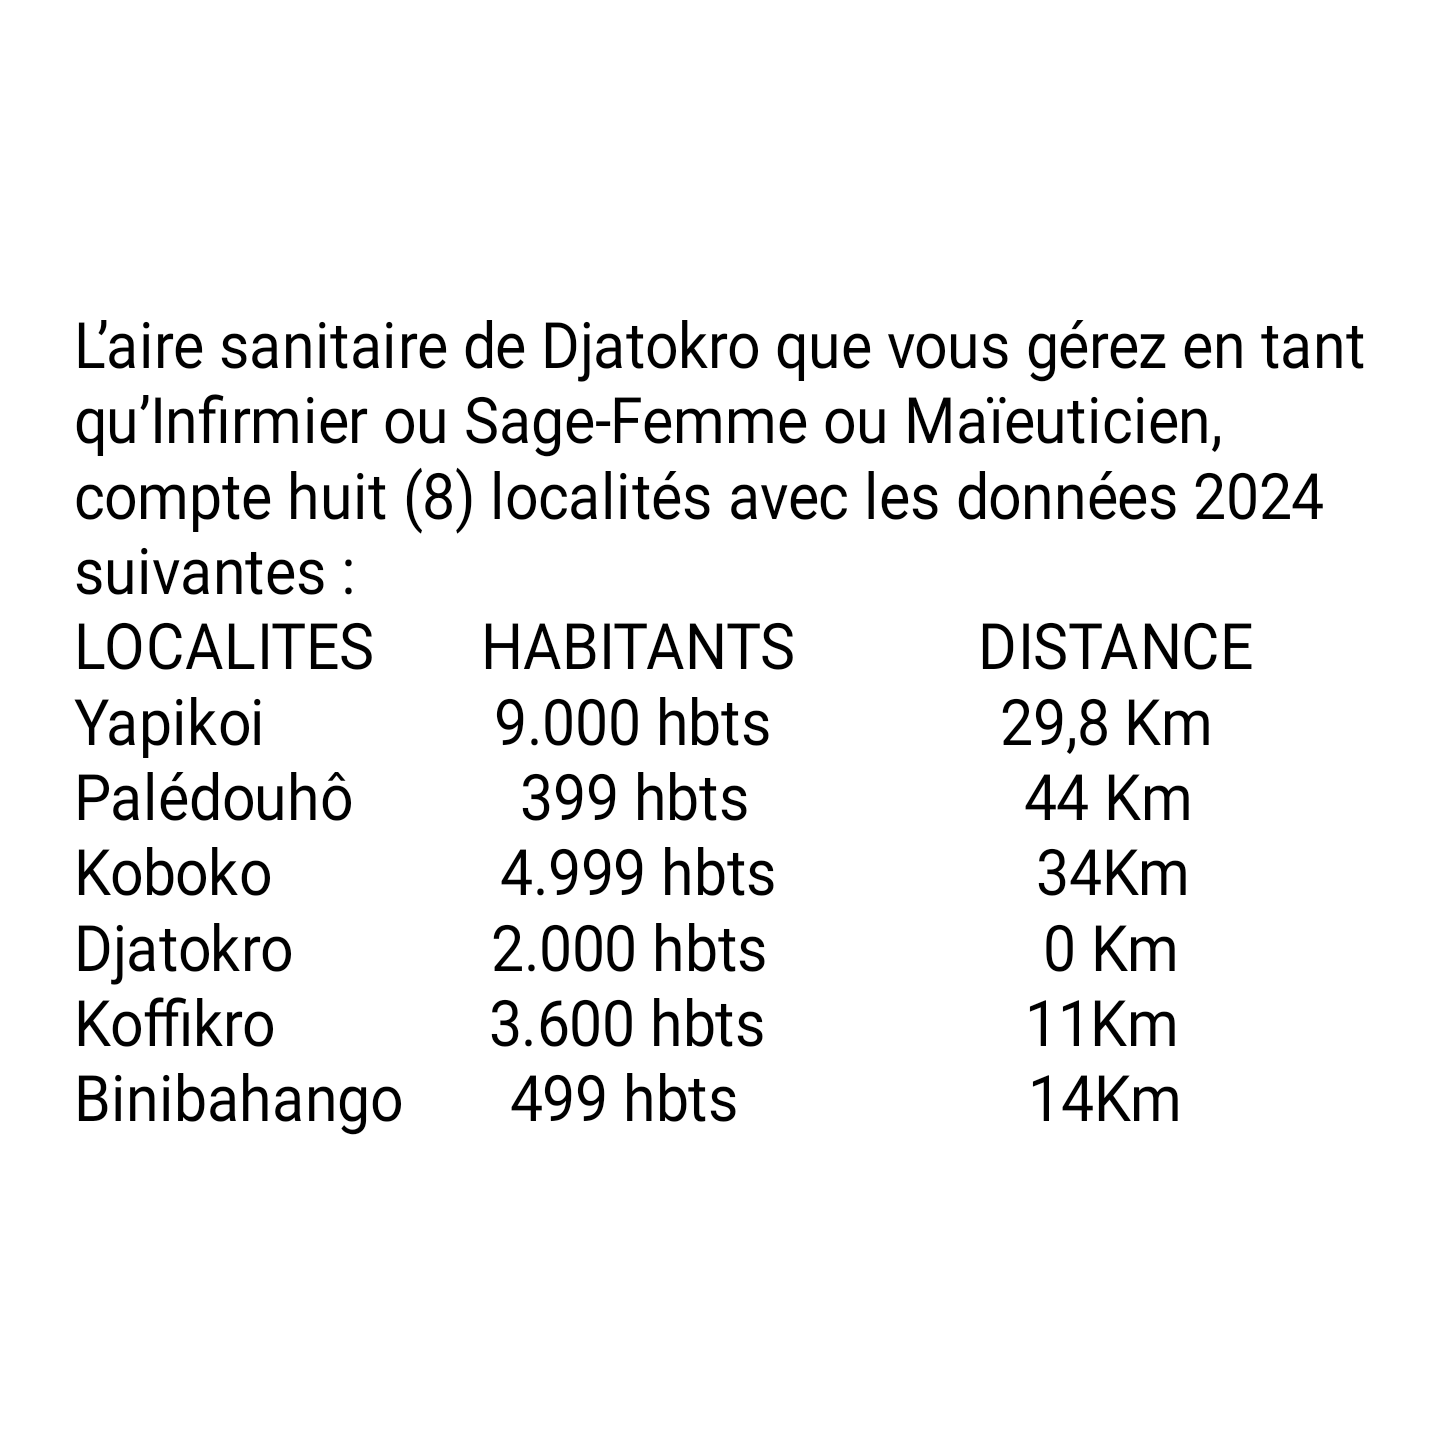 L’aire sanitaire de Djatokro que vous gérez en tant
qu’Infirmier ou Sage-Femme ou Maïeuticien,
compte huit (8) localités avec les données 2024
suivantes :
LOCALITES HABITANTS DISTANCE
Yapikoi 9.000 hbts 29,8 Km
Palédouhô 399 hbts 44 Km
Koboko 4.999 hbts 34Km
Djatokro 2.000 hbts 0 Km
Koffikro 3.600 hbts 11Km
Binibahango 499 hbts 14Km